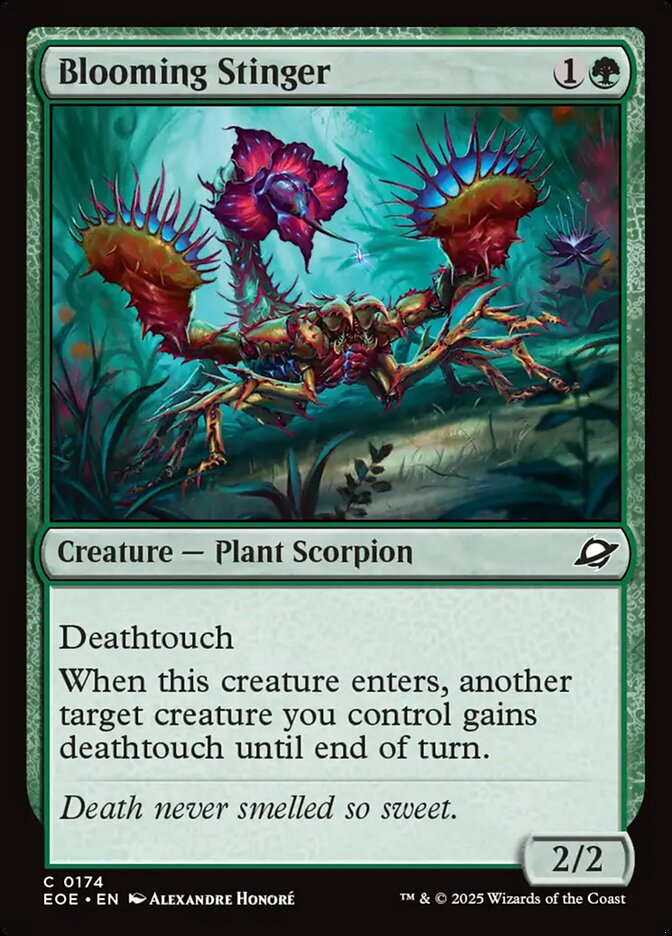 Blooming Stinger 1
Creature — Plant Scorpion
Deathtouch
When this creature enters, another
target creature you control gains
deathtouch until end of turn.
Death never smelled so sweet.
2/2
C 0174
EOE • EN Alexandre Honoré
™ & © 2025 Wizards of the Coast